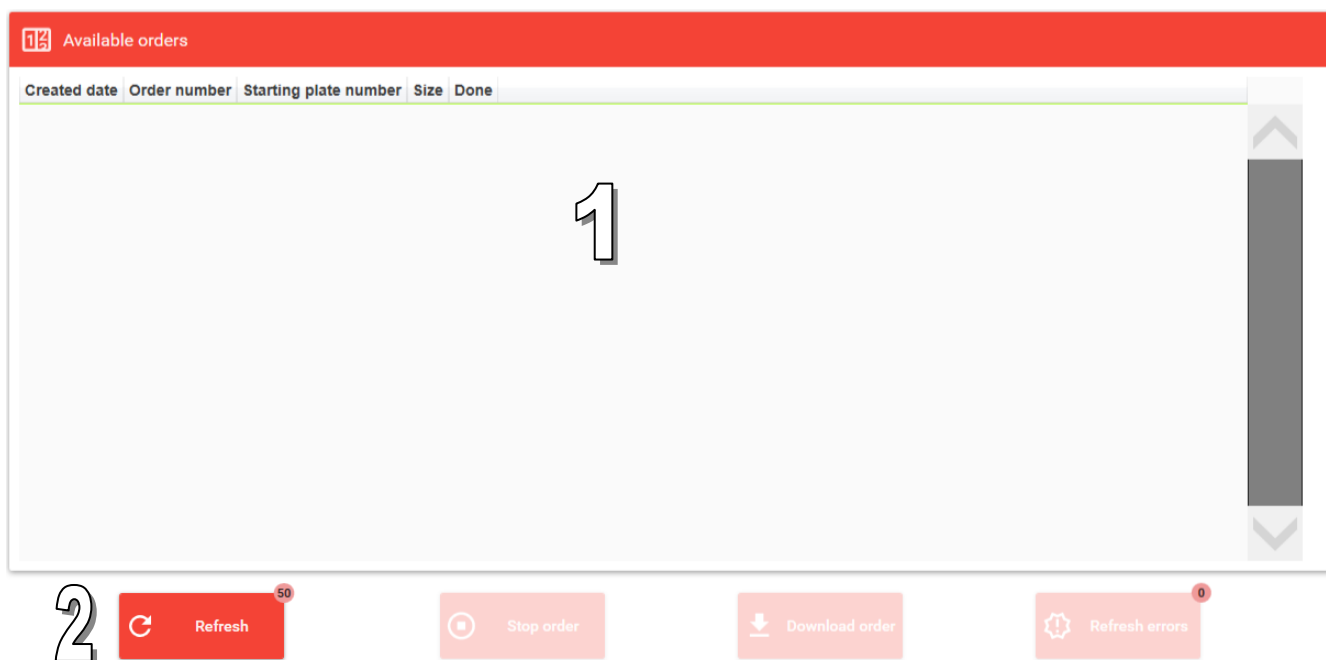 Available orders
Created date Order number Starting plate number Size Done
1
50
0
2 Refresh Stop order Download order Refresh errors